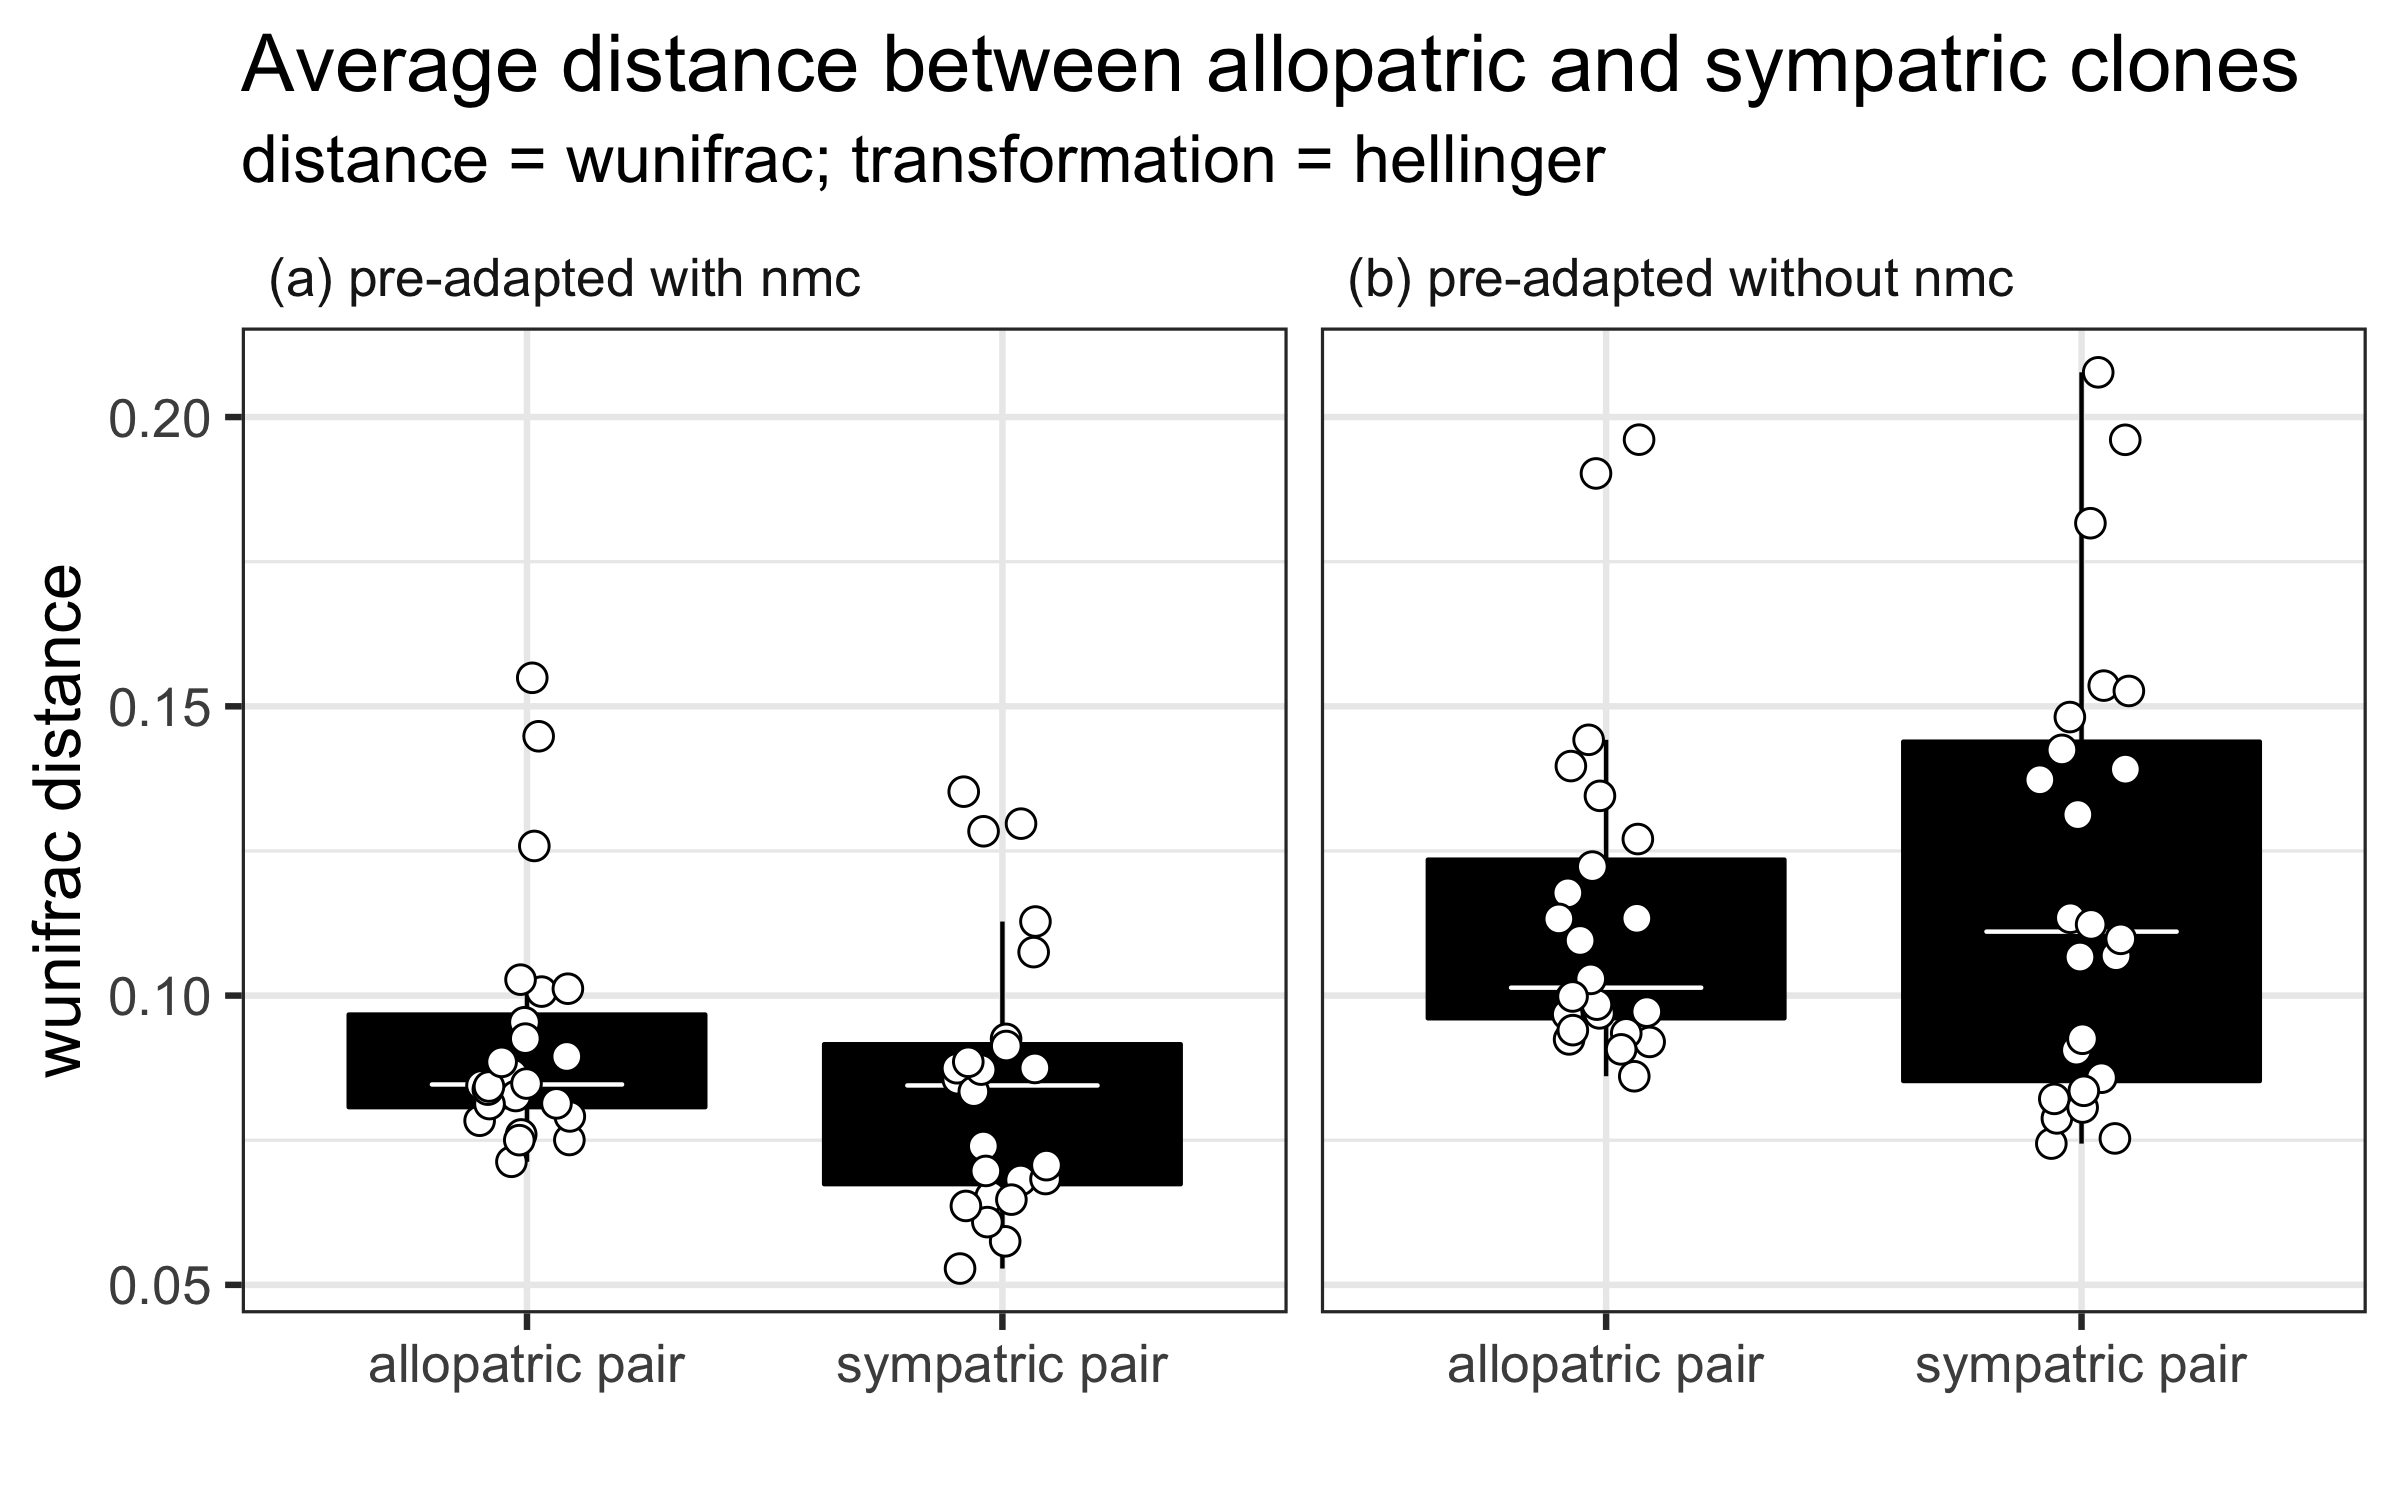 Average distance between allopatric and sympatric clones
distance = wunifrac; transformation = hellinger
(a) pre-adapted with nmc
(b) pre-adapted without nmc
wunifrac distance
0.20
0.15
0.10
0.05
allopatric pair
sympatric pair
allopatric pair
sympatric pair